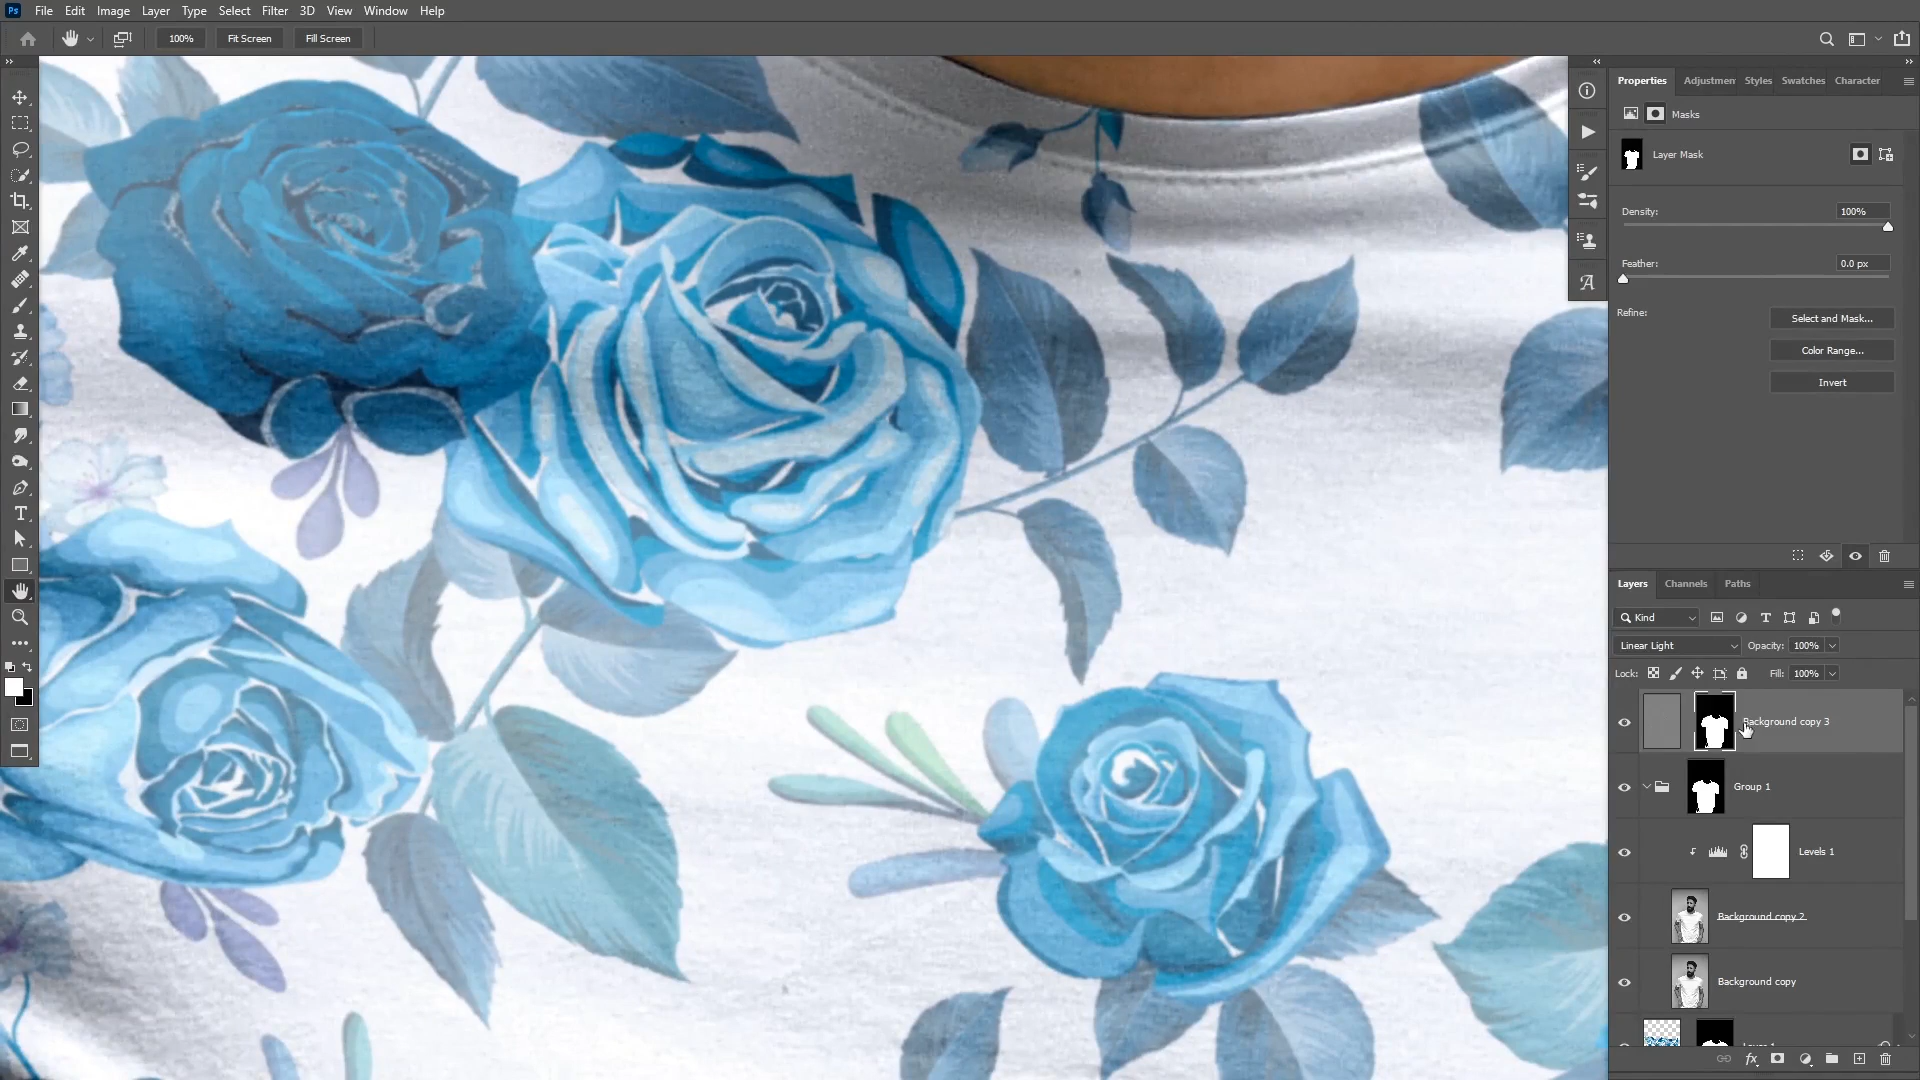 Ps File Edit Image Layer Type Select Filter 3D View Window Help
100% Fit Screen Fill Screen
Properties Adjustmen Styles Swatches Character
Masks
Layer Mask
Density: 100%
Feather: 0.0 px
Refine: Select and Mask...
Color Range...
Invert
Layers Channels Paths
Kind
Linear Light Opacity: 100%
Lock: Fill: 100%
Background copy 3
Group 1
Levels 1
Background copy 2
Background copy